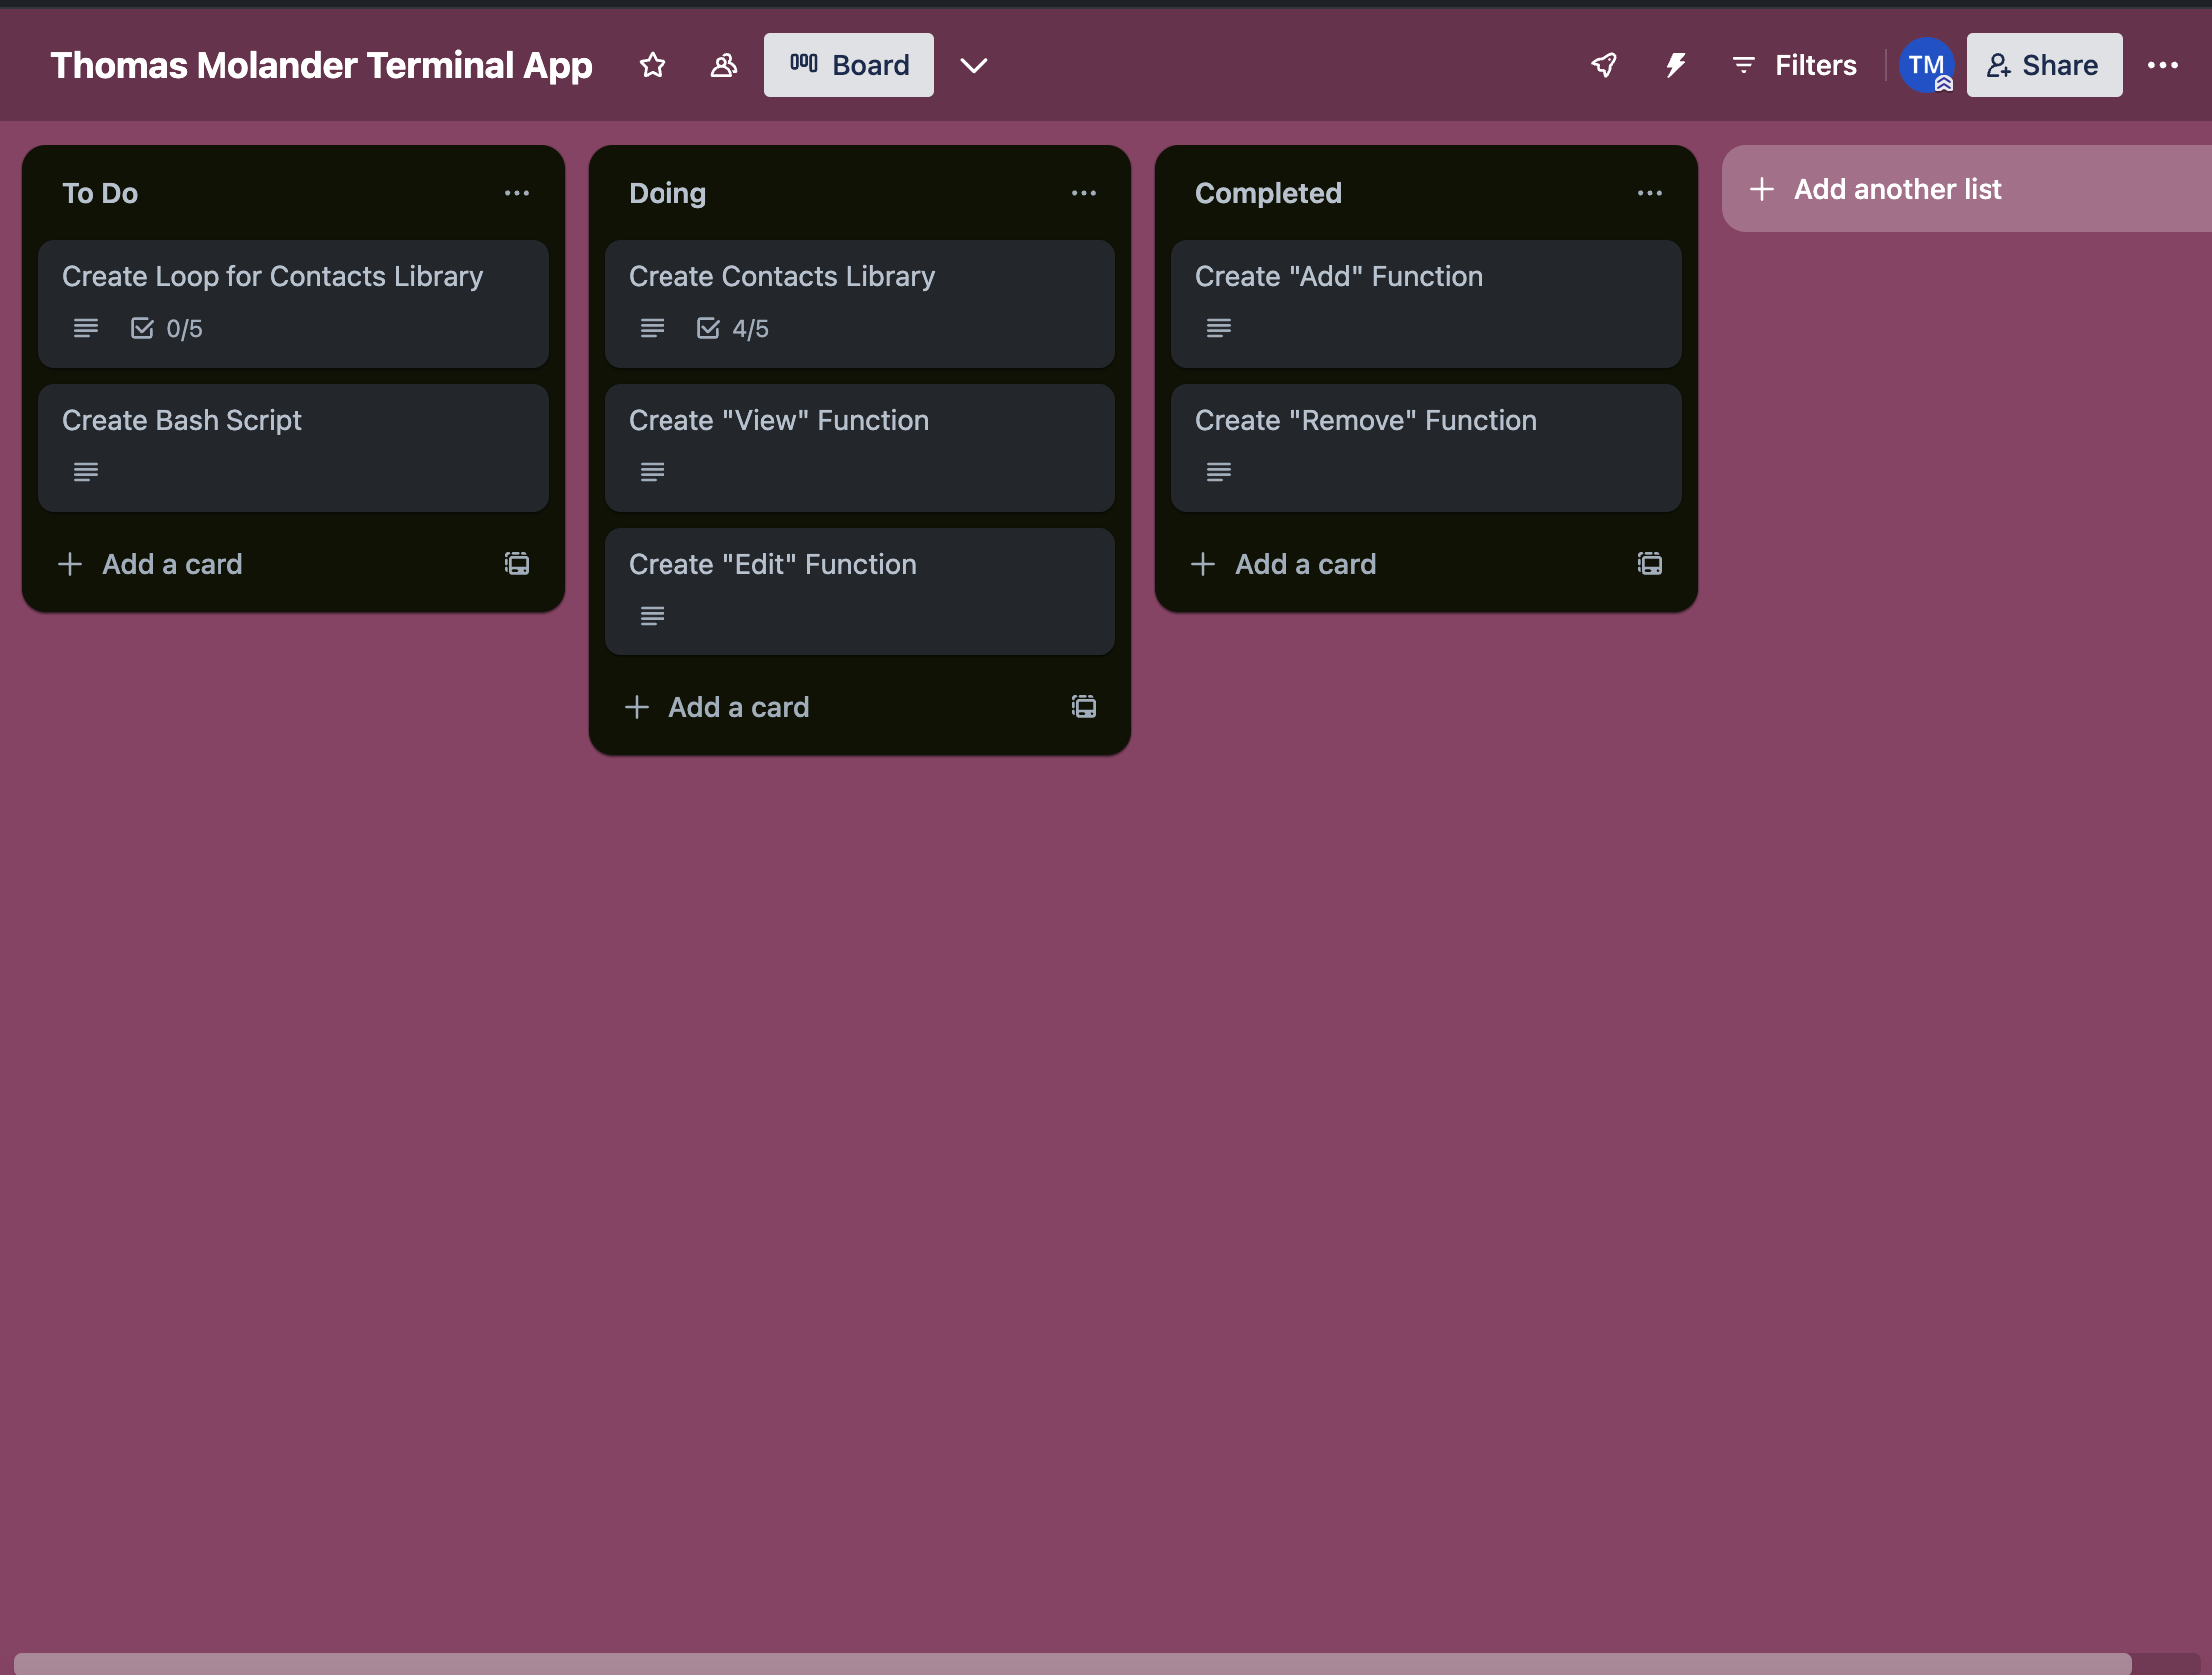 Thomas Molander Terminal App
Board
Filters
TM
Share
To Do
Create Loop for Contacts Library
0/5
Create Bash Script
Add a card
Doing
Create Contacts Library
4/5
Create "View" Function
Create "Edit" Function
Add a card
Completed
Create "Add" Function
Create "Remove" Function
Add a card
Add another list